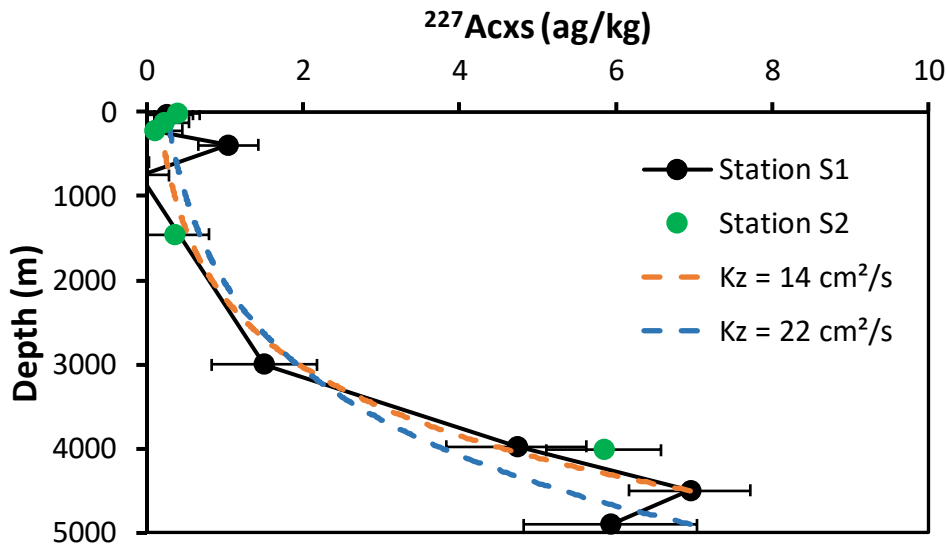 ²²⁷Acxs (ag/kg)
0 2 4 6 8 10
0
1000
2000
3000
4000
5000
Depth (m)
Station S1
Station S2
Kz = 14 cm²/s
Kz = 22 cm²/s